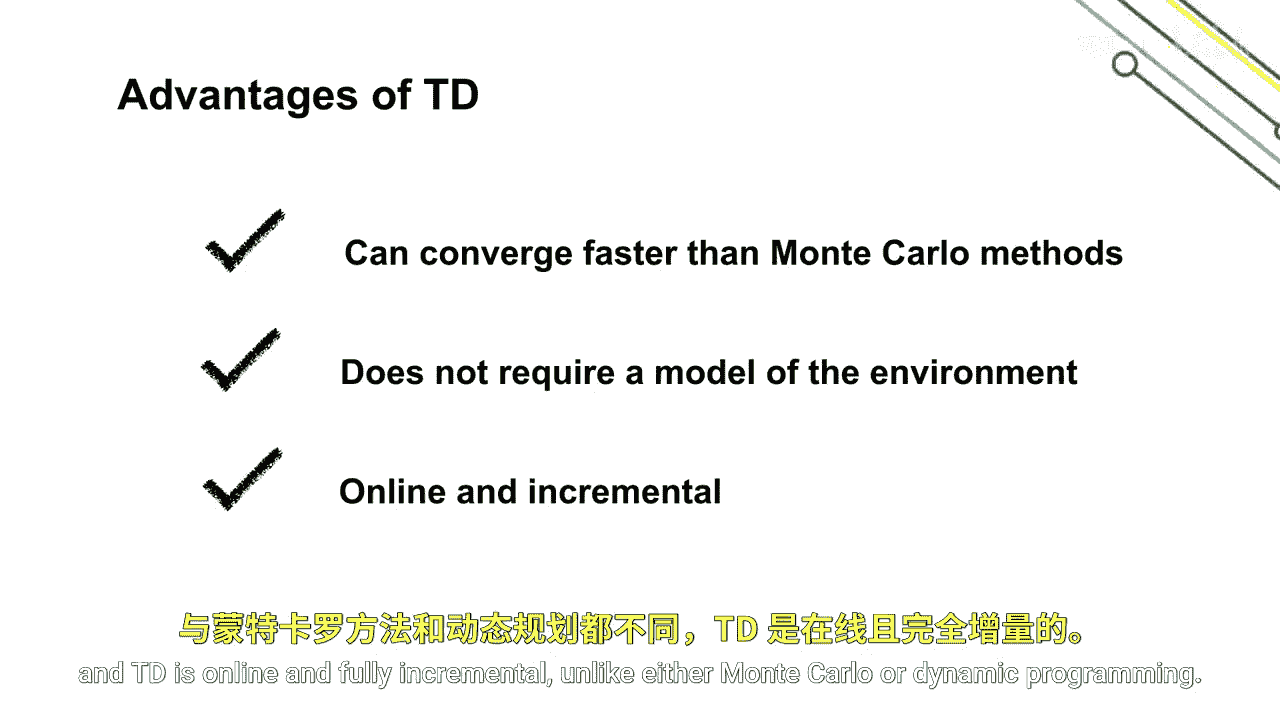 Advantages of TD
Can converge faster than Monte Carlo methods
Does not require a model of the environment
Online and incremental
与蒙特卡罗方法和动态规划都不同，TD 是在线且完全增量的。
and TD is online and fully incremental, unlike either Monte Carlo or dynamic programming.